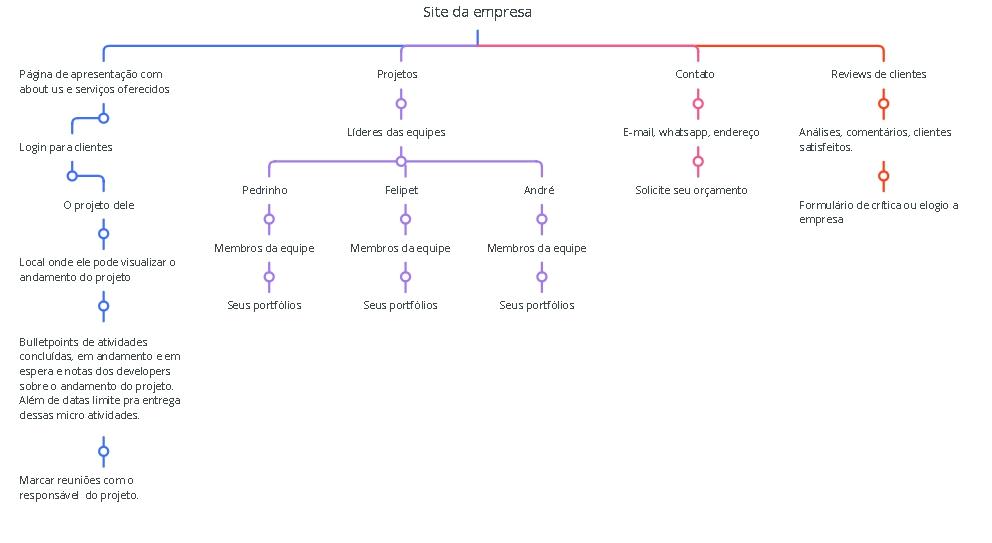 Site da empresa
Página de apresentação com
about us e serviços oferecidos
Login para clientes
O projeto dele
Local onde ele pode visualizar o
andamento do projeto
Bulletpoints de atividades
concluídas, em andamento e em
espera e notas dos developers
sobre o andamento do projeto.
Além de datas limite pra entrega
dessas micro atividades.
Marcar reuniões com o
responsável do projeto.
Projetos
Líderes das equipes
Pedrinho
Membros da equipe
Seus portfólios
Felipet
Membros da equipe
Seus portfólios
André
Membros da equipe
Seus portfólios
Contato
E-mail, whatsapp, endereço
Solicite seu orçamento
Reviews de clientes
Análises, comentários, clientes
satisfeitos.
Formulário de crítica ou elogio a
empresa